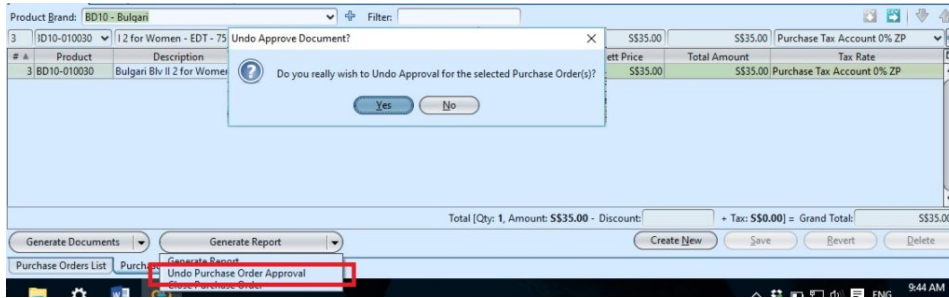 Product Brand: BD10 - Bulgari Filter:
3 BD10-010030 I 2 for Women - EDT - 75 S$35.00 S$35.00 Purchase Tax Account 0% ZP
Undo Approve Document?
# Product Description ett Price Total Amount Tax Rate
3 BD10-010030 Bulgari Blv II 2 for Women S$35.00 S$35.00 Purchase Tax Account 0% ZP
Do you really wish to Undo Approval for the selected Purchase Order(s)?
Yes No
Total [Qty: 1, Amount: S$35.00 - Discount: + Tax: S$0.00] = Grand Total: S$35.00
Generate Documents Generate Report Create New Save Revert Delete
Purchase Orders List Purchase
Generate Report
Undo Purchase Order Approval
Close Purchase Order
ENG 9:44 AM